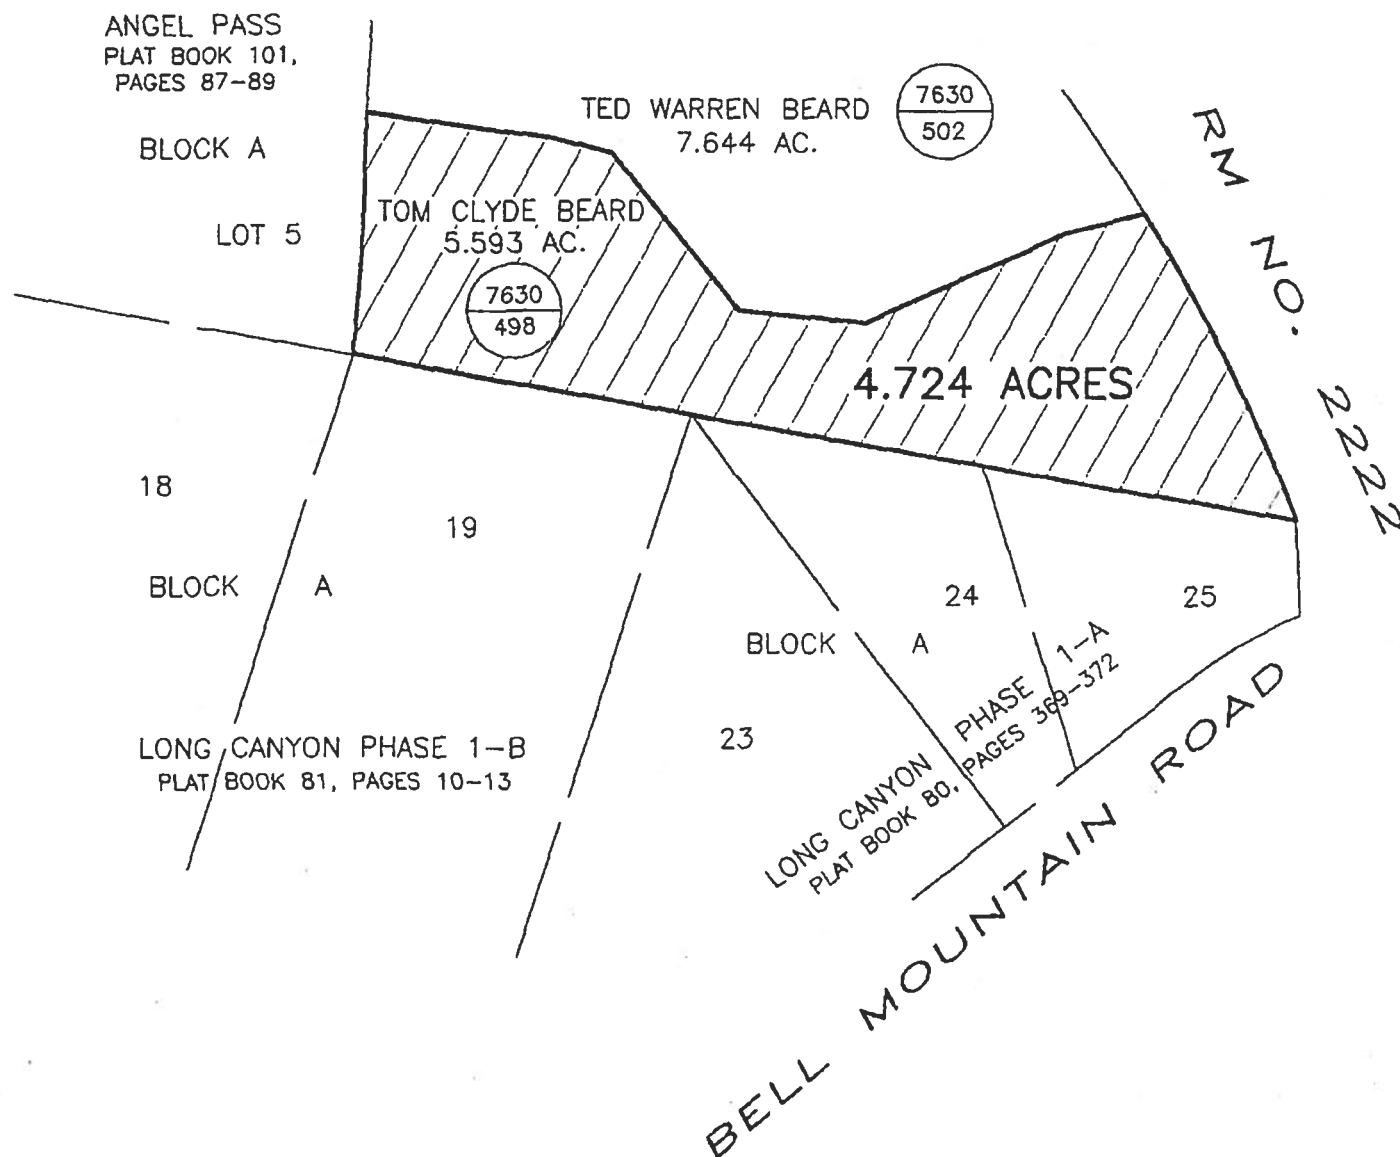 ANGEL PASS
PLAT BOOK 101,
PAGES 87-89
BLOCK A
LOT 5
TED WARREN BEARD
7.644 AC.
7630
502
RM NO. 2222
TOM CLYDE BEARD
5.593 AC.
7630
498
4.724 ACRES
18
19
BLOCK A
LONG CANYON PHASE 1-B
PLAT BOOK 81, PAGES 10-13
24
25
BLOCK A
23
LONG CANYON PHASE 1-A
PLAT BOOK 80, PAGES 369-372
BELL MOUNTAIN ROAD